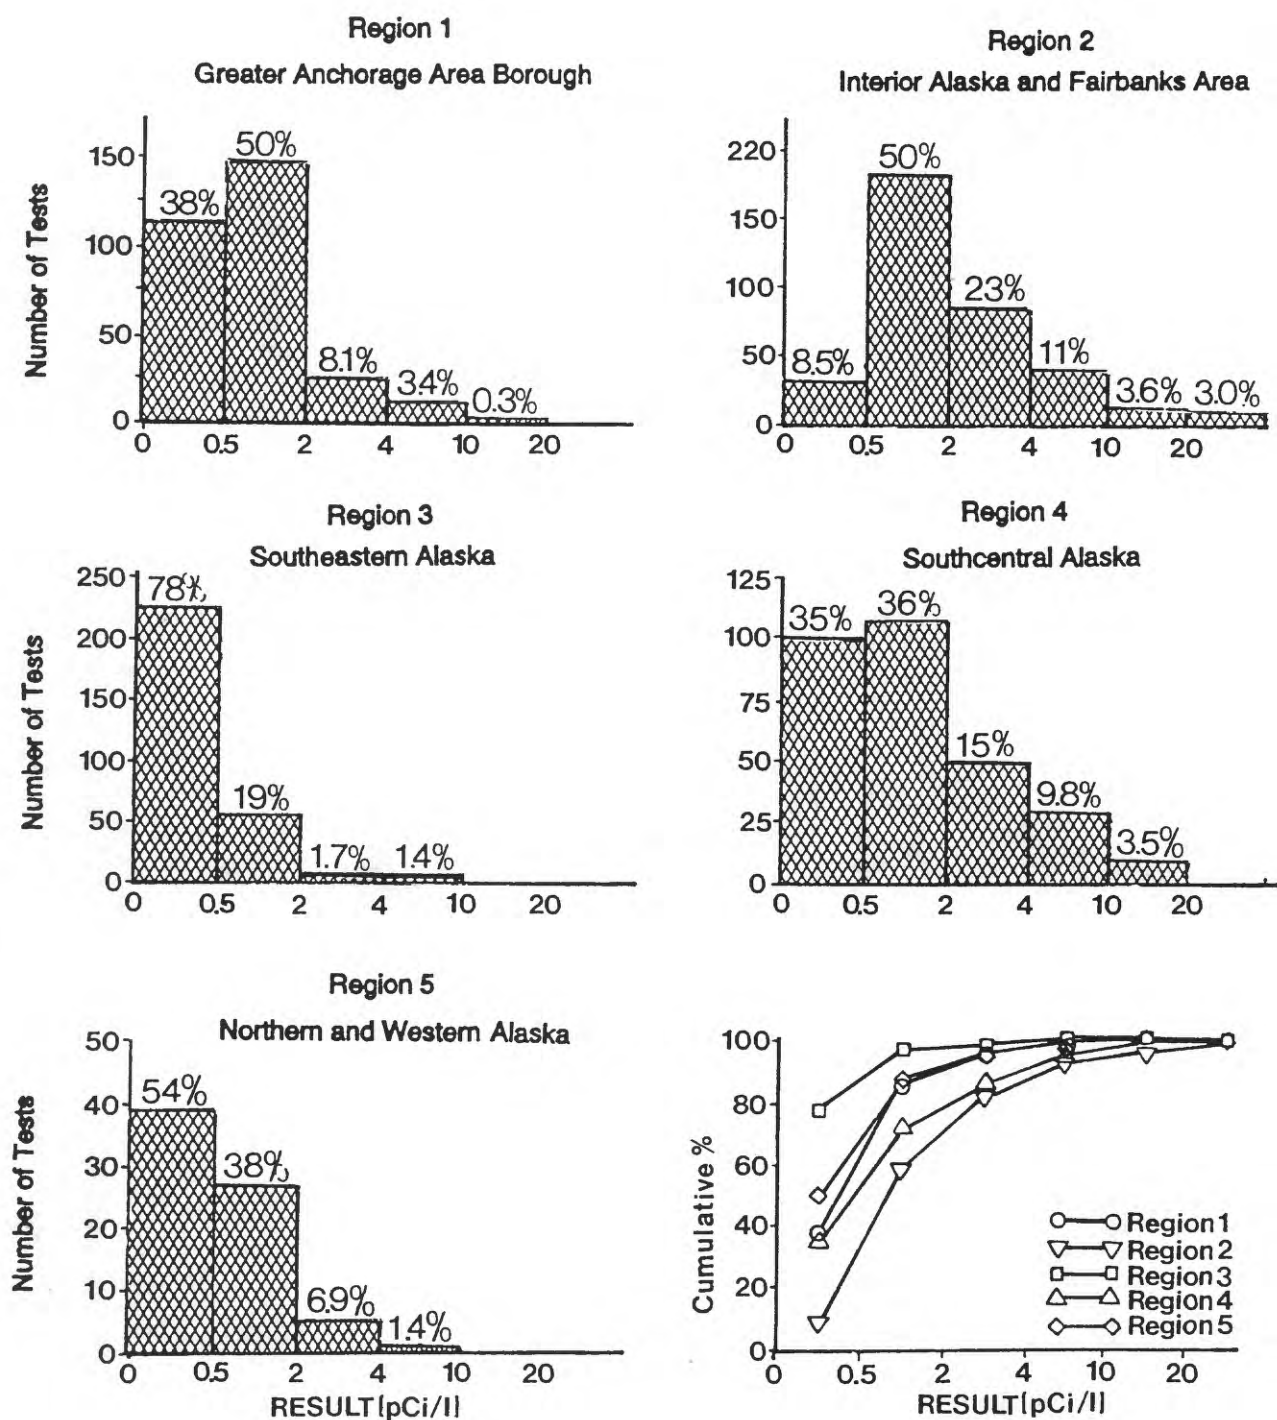 Region 1
Greater Anchorage Area Borough
Number of Tests
150
100
50
0
38%
50%
8.1%
3.4%
0.3%
0 0.5 2 4 10 20
Region 2
Interior Alaska and Fairbanks Area
220
150
100
50
0
8.5%
50%
23%
11%
3.6%
3.0%
0 0.5 2 4 10 20
Region 3
Southeastern Alaska
Number of Tests
250
200
150
100
50
0
78%
19%
1.7%
1.4%
0 0.5 2 4 10 20
Region 4
Southcentral Alaska
125
100
75
50
25
0
35%
36%
15%
9.8%
3.5%
0 0.5 2 4 10 20
Region 5
Northern and Western Alaska
Number of Tests
50
40
30
20
10
0
54%
38%
6.9%
1.4%
0 0.5 2 4 10 20
RESULT[pCi/l]
Cumulative %
100
80
60
40
20
0
Region 1
Region 2
Region 3
Region 4
Region 5
0.5 2 4 10 20
RESULT[pCi/l]